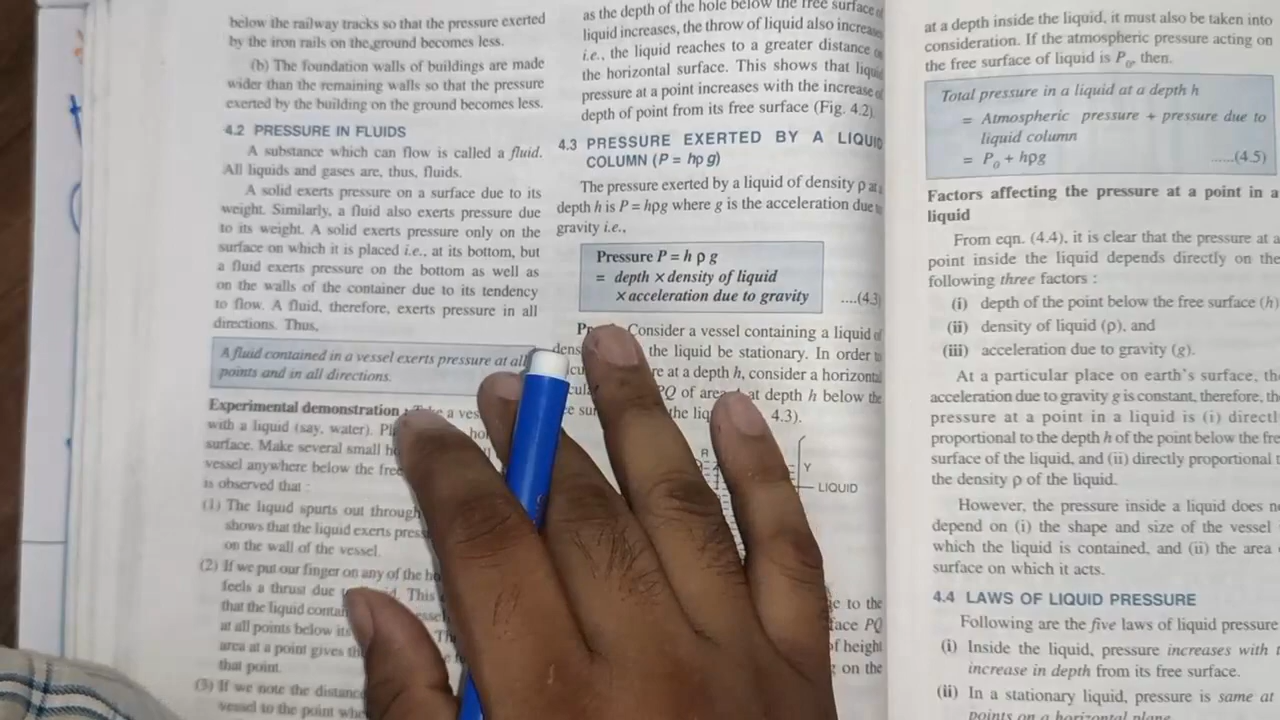 below the railway tracks so that the pressure exerted
by the iron rails on the ground becomes less.
(b) The foundation walls of buildings are made
wider than the remaining walls so that the pressure
exerted by the building on the ground becomes less.
4.2 PRESSURE IN FLUIDS
A substance which can flow is called a fluid.
All liquids and gases are, thus, fluids.
A solid exerts pressure on a surface due to its
weight. Similarly, a fluid also exerts pressure due
to its weight. A solid exerts pressure only on the
surface on which it is placed i.e., at its bottom, but
a fluid exerts pressure on the bottom as well as
on the walls of the container due to its tendency
to flow. A fluid, therefore, exerts pressure in all
directions. Thus,
A fluid contained in a vessel exerts pressure at all
points and in all directions.
Experimental demonstration : Take a ves
with a liquid (say, water).
surface. Make several small
vessel anywhere below the free
is observed that :
(1) The liquid spurts out through
shows that the liquid exerts
on the wall of the vessel.
(2) If we put our finger on any of the
feels a thrust due This
that the liquid
at all points below its
area at a point gives
that point.
(3) If we note the distance
vessel to the point
as the depth of the hole below the free surface of
liquid increases, the throw of liquid also increases
i.e., the liquid reaches to a greater distance on
the horizontal surface. This shows that liquid
pressure at a point increases with the increase of
depth of point from its free surface (Fig. 4.2).
4.3 PRESSURE EXERTED BY A LIQUID
COLUMN (P = hρg)
The pressure exerted by a liquid of density ρ at a
depth h is P = hρg where g is the acceleration due to
gravity i.e.,
Pressure P = h ρ g
= depth × density of liquid
× acceleration due to gravity ....(4.3)
Consider a vessel containing a liquid of
the liquid be stationary. In order to
at a depth h, consider a horizontal
PQ of area at depth h below the
the 4.3).
R
Y
LIQUID
to the
PQ
of height
on the
at a depth inside the liquid, it must also be taken into
consideration. If the atmospheric pressure acting on
the free surface of liquid is P₀, then.
Total pressure in a liquid at a depth h
= Atmospheric pressure + pressure due to
liquid column
= P₀ + hρg ......(4.5)
Factors affecting the pressure at a point in a
liquid
From eqn. (4.4), it is clear that the pressure at a
point inside the liquid depends directly on the
following three factors :
(i) depth of the point below the free surface (h)
(ii) density of liquid (ρ), and
(iii) acceleration due to gravity (g).
At a particular place on earth's surface, the
acceleration due to gravity g is constant, therefore, the
pressure at a point in a liquid is (i) directl
proportional to the depth h of the point below the fre
surface of the liquid, and (ii) directly proportional t
the density ρ of the liquid.
However, the pressure inside a liquid does n
depend on (i) the shape and size of the vessel
which the liquid is contained, and (ii) the area
surface on which it acts.
4.4 LAWS OF LIQUID PRESSURE
Following are the five laws of liquid pressure
(i) Inside the liquid, pressure increases with t
increase in depth from its free surface.
(ii) In a stationary liquid, pressure is same at
points on a horizontal plane.